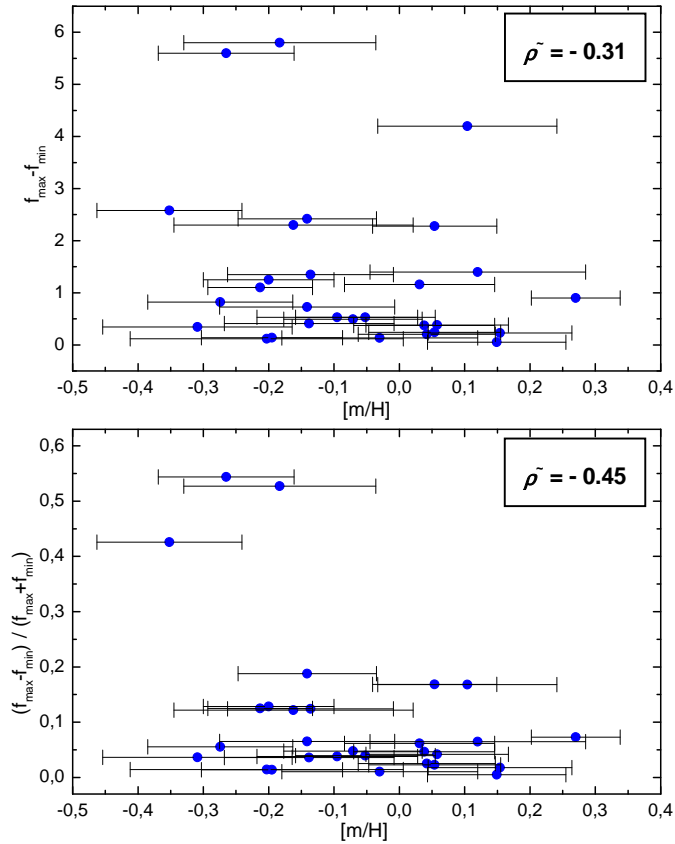 6
5
4
3
2
1
0
f_max-f_min
ρ~ = - 0.31
-0,5 -0,4 -0,3 -0,2 -0,1 0,0 0,1 0,2 0,3 0,4
[m/H]
0,6
0,5
0,4
0,3
0,2
0,1
0,0
(f_max-f_min) / (f_max+f_min)
ρ~ = - 0.45
-0,5 -0,4 -0,3 -0,2 -0,1 0,0 0,1 0,2 0,3 0,4
[m/H]